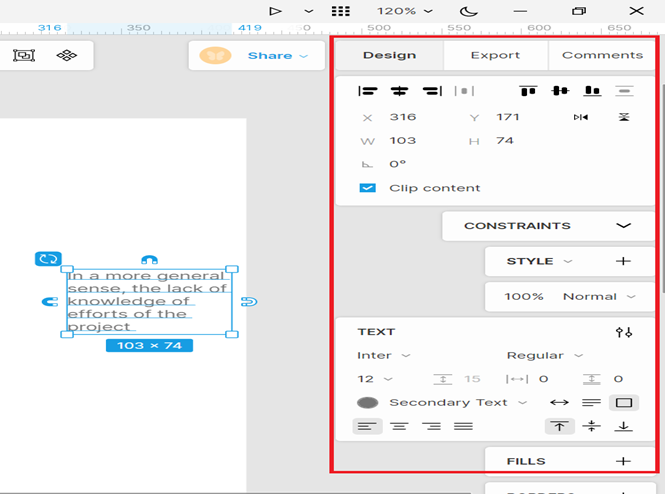 120%
316 350 419 0 500 550 600 650
Share
Design Export Comments
X 316 Y 171
W 103 H 74
0°
Clip content
CONSTRAINTS
STYLE
100% Normal
In a more general
sense, the lack of
knowledge of
efforts of the
project
103 × 74
TEXT
Inter Regular
12 15 0 0
Secondary Text
FILLS